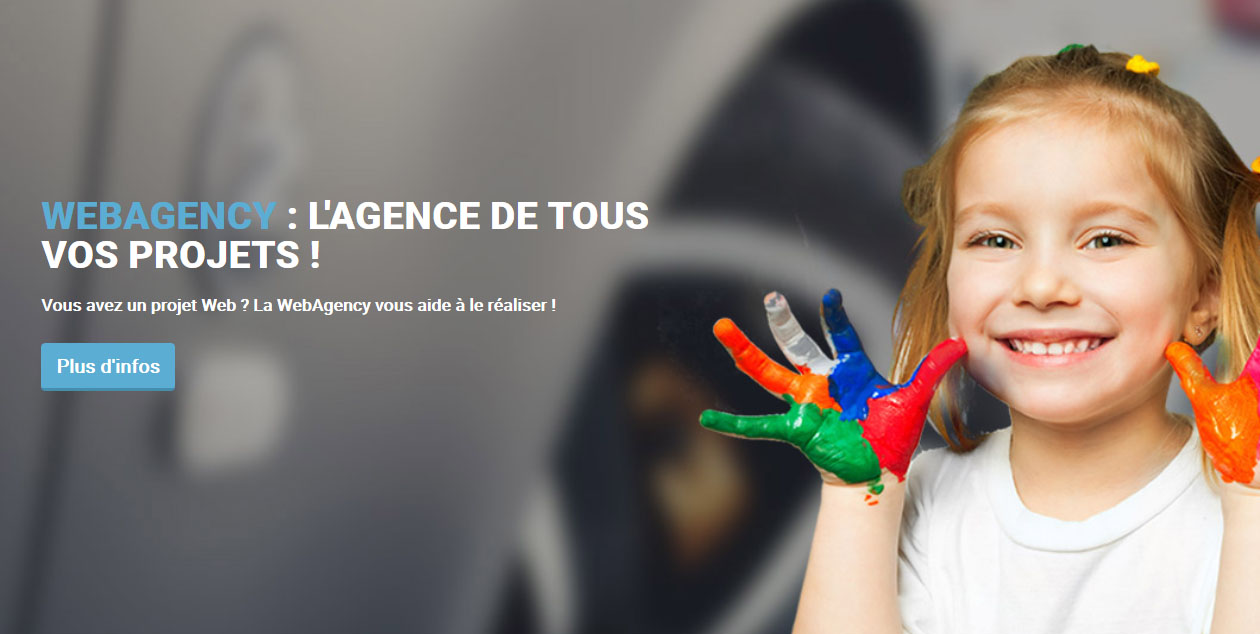 WEBAGENCY : L'AGENCE DE TOUS
VOS PROJETS !
Vous avez un projet Web ? La WebAgency vous aide à le réaliser !
Plus d'infos